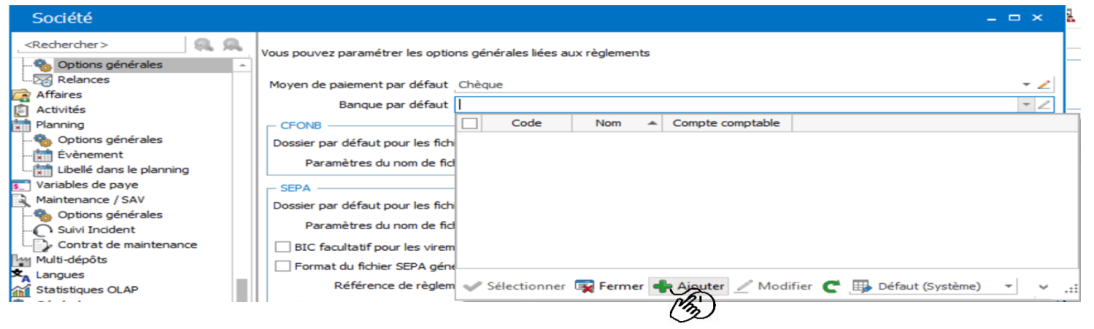 Société
<Rechercher>
Options générales
Relances
Affaires
Activités
Planning
Options générales
Évènement
Libellé dans le planning
Variables de paye
Maintenance / SAV
Options générales
Suivi Incident
Contrat de maintenance
Multi-dépôts
Langues
Statistiques OLAP
Vous pouvez paramétrer les options générales liées aux règlements
Moyen de paiement par défaut Chèque
Banque par défaut
Code Nom Compte comptable
CFONB
Dossier par défaut pour les fich
Paramètres du nom de fich
SEPA
Dossier par défaut pour les fich
Paramètres du nom de fich
BIC facultatif pour les virem
Format du fichier SEPA géné
Référence de règlem
Sélectionner Fermer Ajouter Modifier Défaut (Système)